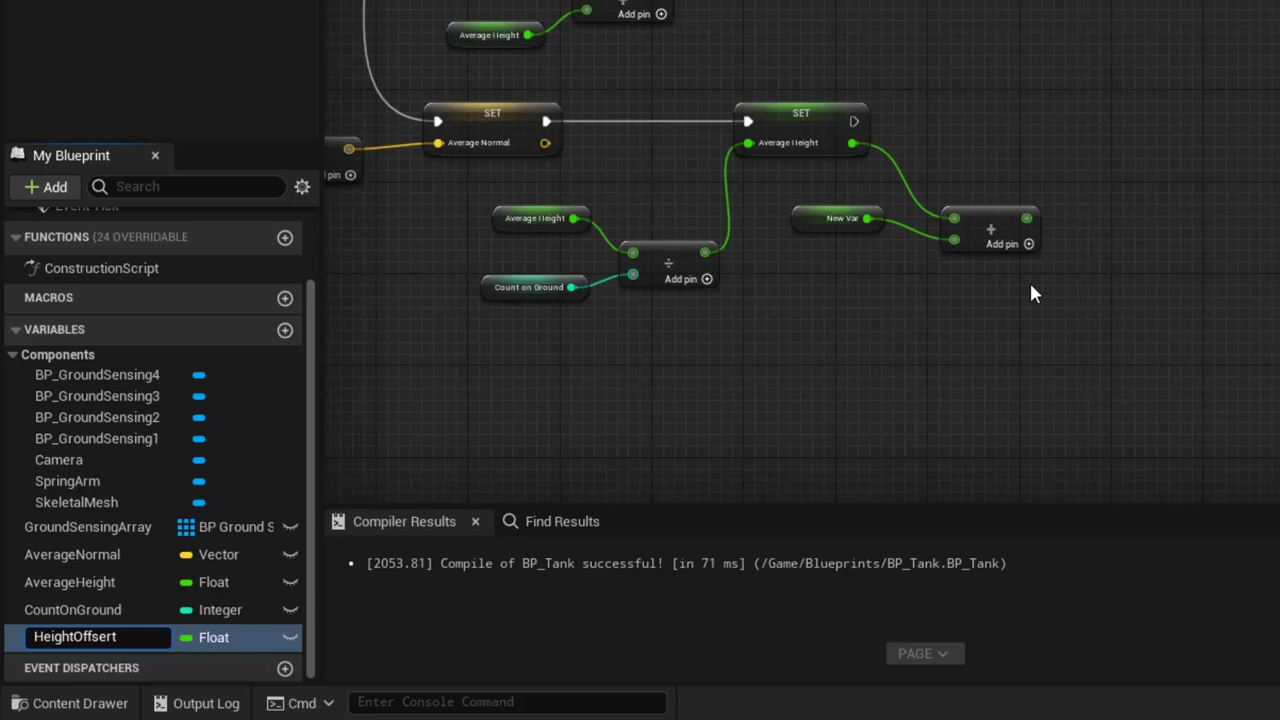 Add pin
Average Height
SET
Average Normal
SET
Average Height
pin
My Blueprint
Add
Search
Average Height
New Var
Add pin
Add pin
Count on Ground
Event Tick
FUNCTIONS (24 OVERRIDABLE
ConstructionScript
MACROS
VARIABLES
Components
BP_GroundSensing4
BP_GroundSensing3
BP_GroundSensing2
BP_GroundSensing1
Camera
SpringArm
SkeletalMesh
GroundSensingArray BP Ground S
AverageNormal Vector
AverageHeight Float
CountOnGround Integer
HeightOffsert Float
EVENT DISPATCHERS
Compiler Results
Find Results
[2053.81] Compile of BP_Tank successful! [in 71 ms] (/Game/Blueprints/BP_Tank.BP_Tank)
PAGE
Content Drawer
Output Log
Cmd
Enter Console Command